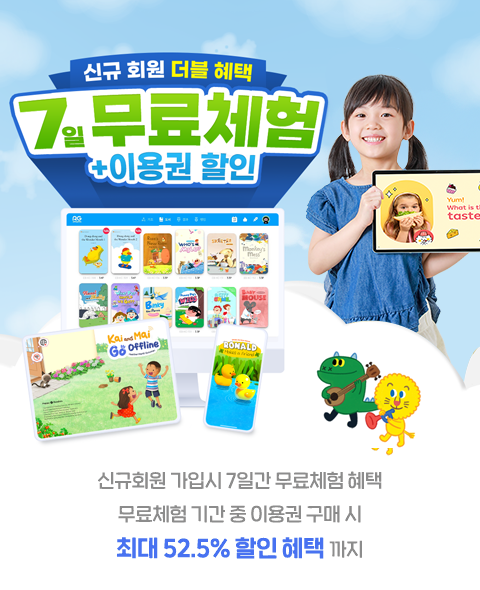 신규 회원 더블 혜택
7일 무료체험
+이용권 할인
Yum!
What is th
taste
Kai and Mai
Go Offline
RONALD
신규회원 가입시 7일간 무료체험 혜택
무료체험 기간 중 이용권 구매 시
최대 52.5% 할인 혜택 까지